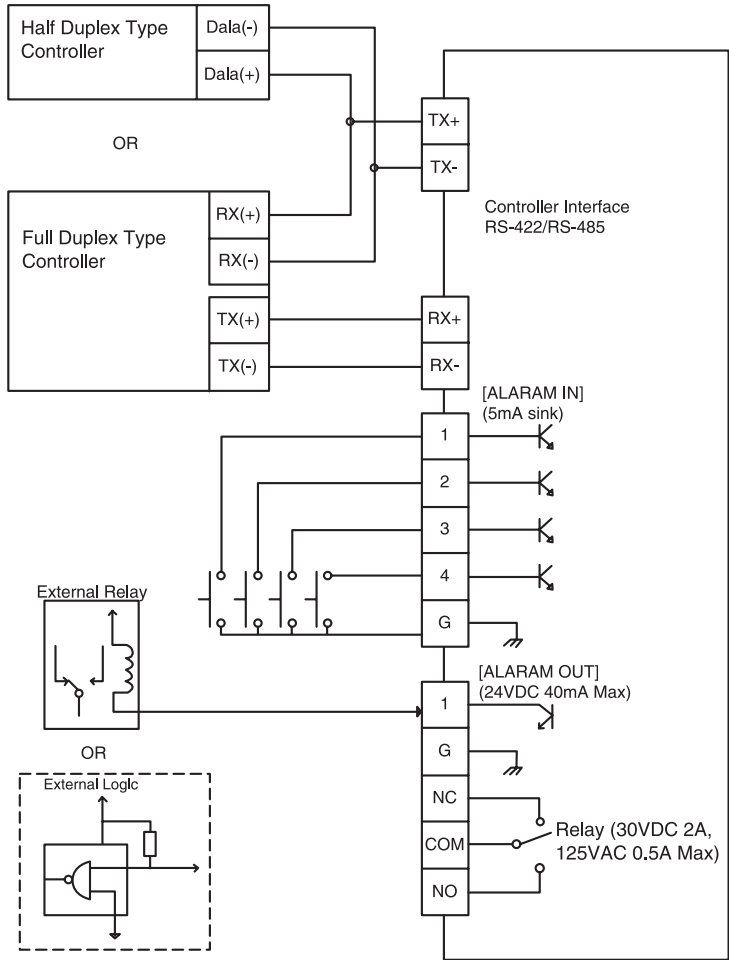 Half Duplex Type
Controller
Dala(-)
Dala(+)
OR
Full Duplex Type
Controller
RX(+)
RX(-)
TX(+)
TX(-)
TX+
TX-
Controller Interface
RS-422/RS-485
RX+
RX-
[ALARAM IN]
(5mA sink)
1
2
3
4
G
External Relay
[ALARAM OUT]
(24VDC 40mA Max)
1
G
NC
COM
NO
Relay (30VDC 2A,
125VAC 0.5A Max)
OR
External Logic